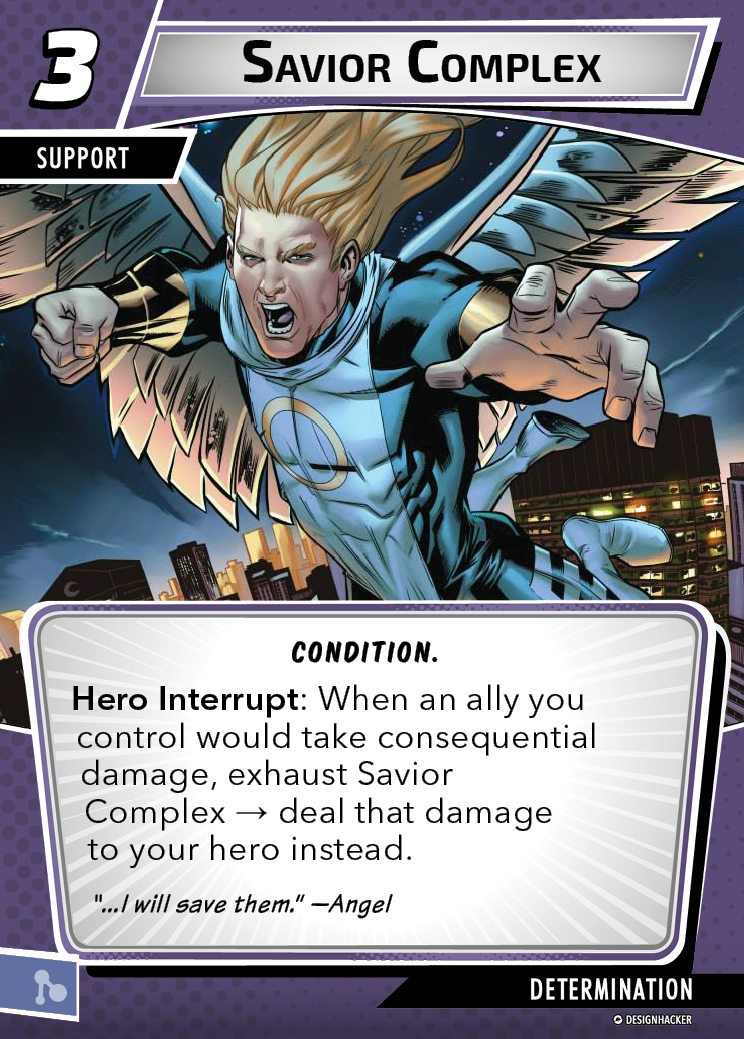 3
SAVIOR COMPLEX
SUPPORT
CONDITION.
Hero Interrupt: When an ally you
control would take consequential
damage, exhaust Savior
Complex → deal that damage
to your hero instead.
"...I will save them." —Angel
DETERMINATION
DESIGNHACKER